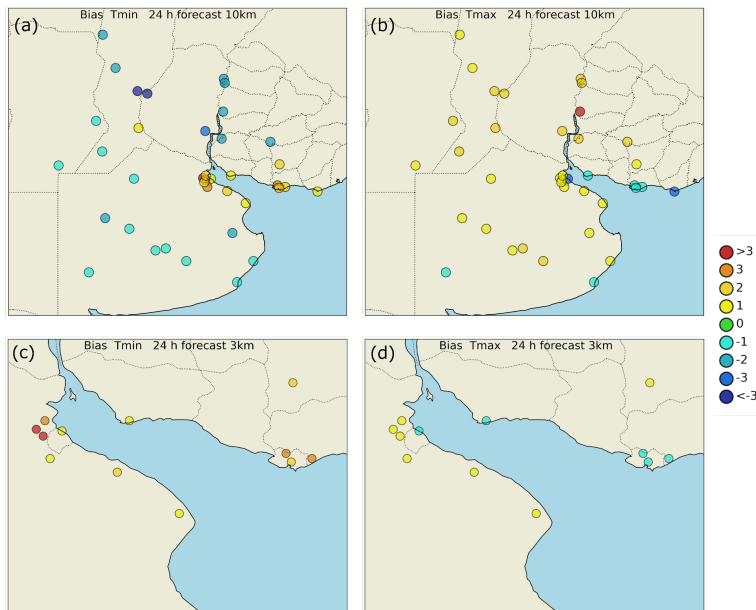 (a) Bias Tmin 24 h forecast 10km
(b) Bias Tmax 24 h forecast 10km
(c) Bias Tmin 24 h forecast 3km
(d) Bias Tmax 24 h forecast 3km
>3
3
2
1
0
-1
-2
-3
<-3